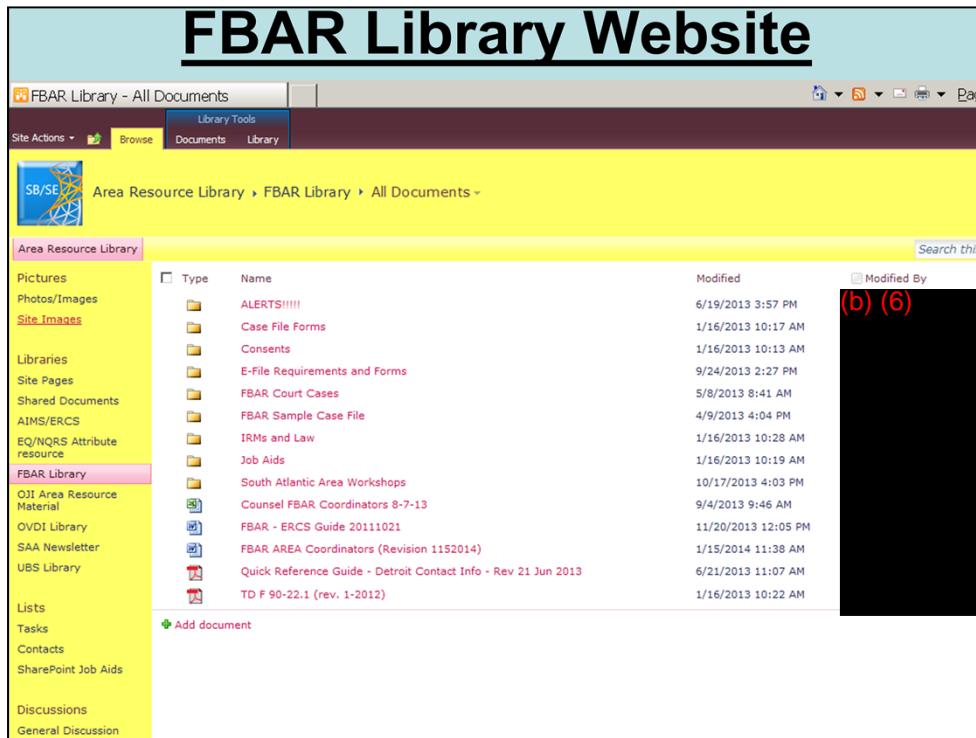 FBAR Library Website
FBAR Library - All Documents
Pag
Library Tools
Site Actions
Browse
Documents
Library
SB/SE
Area Resource Library ▸ FBAR Library ▸ All Documents
Area Resource Library
Search this
Pictures
Photos/Images
Site Images
Libraries
Site Pages
Shared Documents
AIMS/ERCS
EQ/NQRS Attribute
resource
FBAR Library
OJI Area Resource
Material
OVDI Library
SAA Newsletter
UBS Library
Lists
Tasks
Contacts
SharePoint Job Aids
Discussions
General Discussion
Type Name Modified Modified By
ALERTS!!!!! 6/19/2013 3:57 PM
(b) (6)
Case File Forms 1/16/2013 10:17 AM
Consents 1/16/2013 10:13 AM
E-File Requirements and Forms 9/24/2013 2:27 PM
FBAR Court Cases 5/8/2013 8:41 AM
FBAR Sample Case File 4/9/2013 4:04 PM
IRMs and Law 1/16/2013 10:28 AM
Job Aids 1/16/2013 10:19 AM
South Atlantic Area Workshops 10/17/2013 4:03 PM
Counsel FBAR Coordinators 8-7-13 9/4/2013 9:46 AM
FBAR - ERCS Guide 20111021 11/20/2013 12:05 PM
FBAR AREA Coordinators (Revision 1152014) 1/15/2014 11:38 AM
Quick Reference Guide - Detroit Contact Info - Rev 21 Jun 2013 6/21/2013 11:07 AM
TD F 90-22.1 (rev. 1-2012) 1/16/2013 10:22 AM
Add document